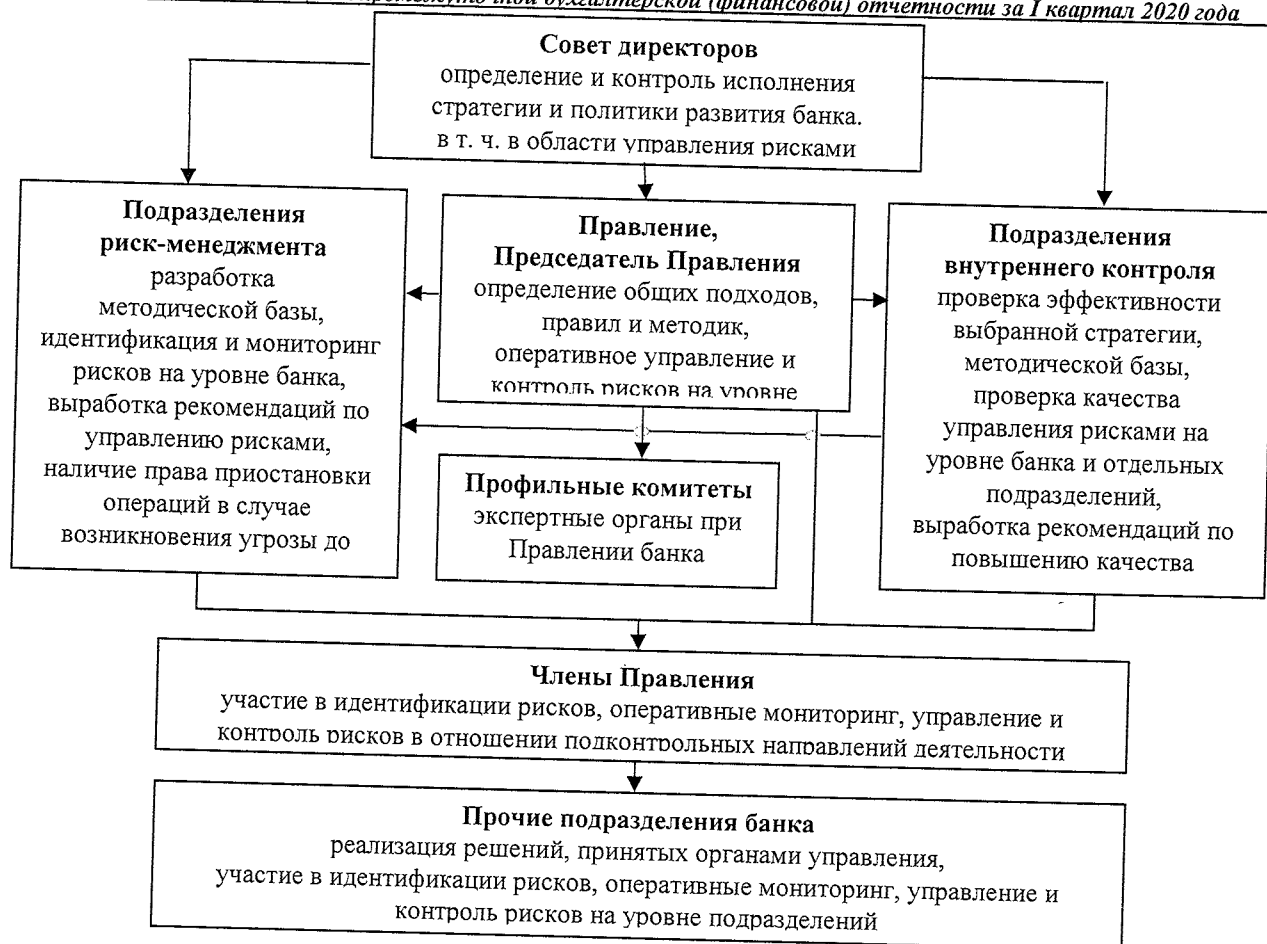 (финансовой) отчетности за I квартал 2020 года
Совет директоров
определение и контроль исполнения
стратегии и политики развития банка.
в т. ч. в области управления рисками
Подразделения
риск-менеджмента
разработка
методической базы,
идентификация и мониторинг
рисков на уровне банка,
выработка рекомендаций по
управлению рисками,
наличие права приостановки
операций в случае
возникновения угрозы до
Правление,
Председатель Правления
определение общих подходов,
правил и методик,
оперативное управление и
контроль рисков на уровне
Подразделения
внутреннего контроля
проверка эффективности
выбранной стратегии,
методической базы,
проверка качества
управления рисками на
уровне банка и отдельных
подразделений,
выработка рекомендаций по
повышению качества
Профильные комитеты
экспертные органы при
Правлении банка
Члены Правления
участие в идентификации рисков, оперативные мониторинг, управление и
контроль рисков в отношении подконтрольных направлений деятельности
Прочие подразделения банка
реализация решений, принятых органами управления,
участие в идентификации рисков, оперативные мониторинг, управление и
контроль рисков на уровне подразделений